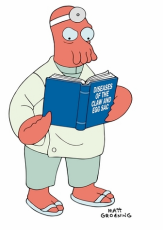 DISEASES
OF THE
CLAW AND
EGG SAC
MATT
GROENING